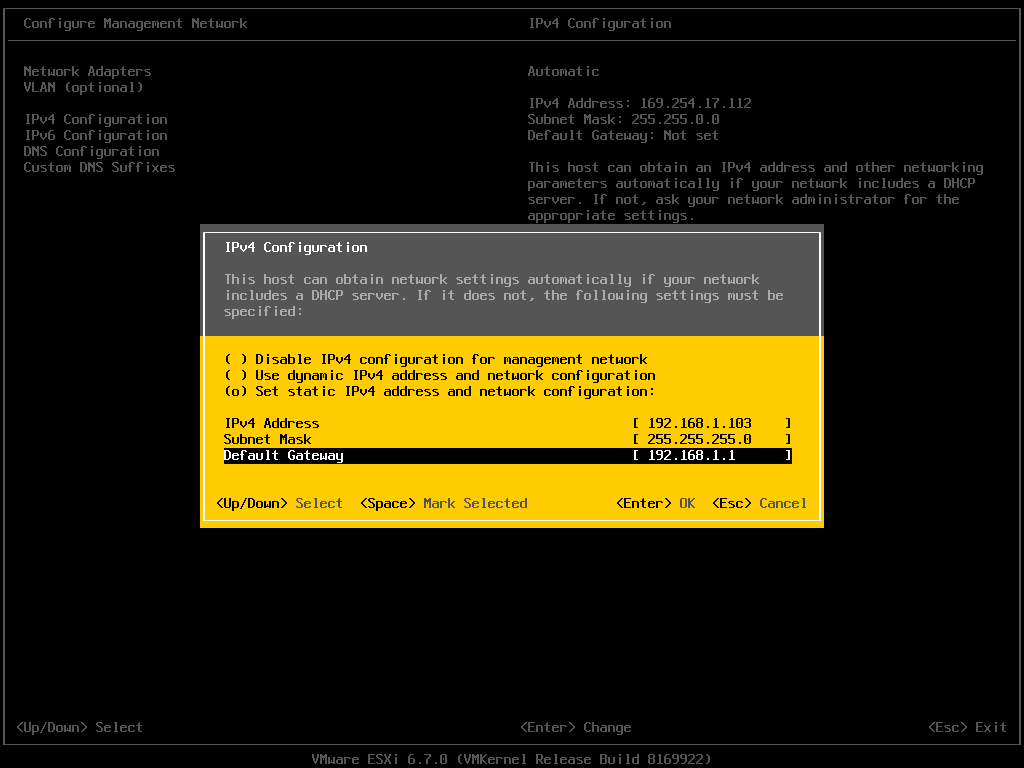 Configure Management Network
IPv4 Configuration
Network Adapters
VLAN (optional)
IPv4 Configuration
IPv6 Configuration
DNS Configuration
Custom DNS Suffixes
Automatic
IPv4 Address: 169.254.17.112
Subnet Mask: 255.255.0.0
Default Gateway: Not set
This host can obtain an IPv4 address and other networking
parameters automatically if your network includes a DHCP
server. If not, ask your network administrator for the
appropriate settings.
IPv4 Configuration
This host can obtain network settings automatically if your network
includes a DHCP server. If it does not, the following settings must be
specified:
( ) Disable IPv4 configuration for management network
( ) Use dynamic IPv4 address and network configuration
(o) Set static IPv4 address and network configuration:
IPv4 Address [ 192.168.1.103 ]
Subnet Mask [ 255.255.255.0 ]
Default Gateway [ 192.168.1.1 ]
<Up/Down> Select <Space> Mark Selected <Enter> OK <Esc> Cancel
<Up/Down> Select <Enter> Change <Esc> Exit
VMware ESXi 6.7.0 (VMKernel Release Build 8169922)